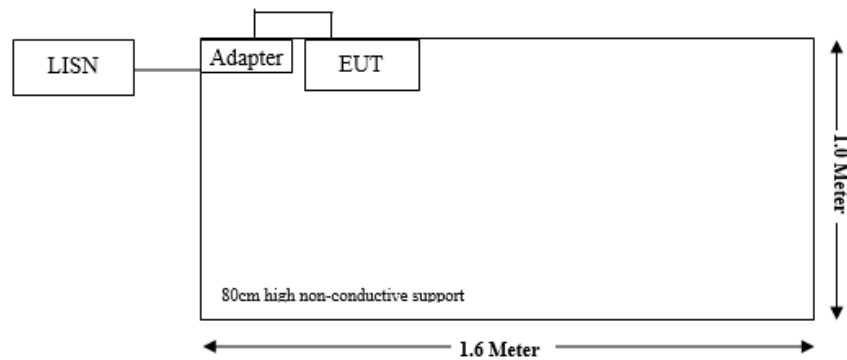 LISN
Adapter
EUT
1.0 Meter
80cm high non-conductive support
1.6 Meter